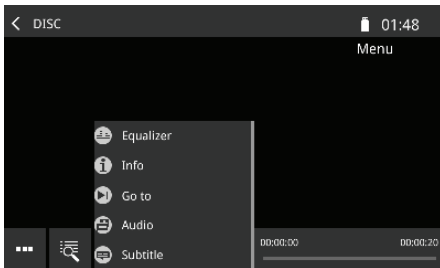 DISC
01:48
Menu
Equalizer
Info
Go to
Audio
Subtitle
00:00:00
00:00:20